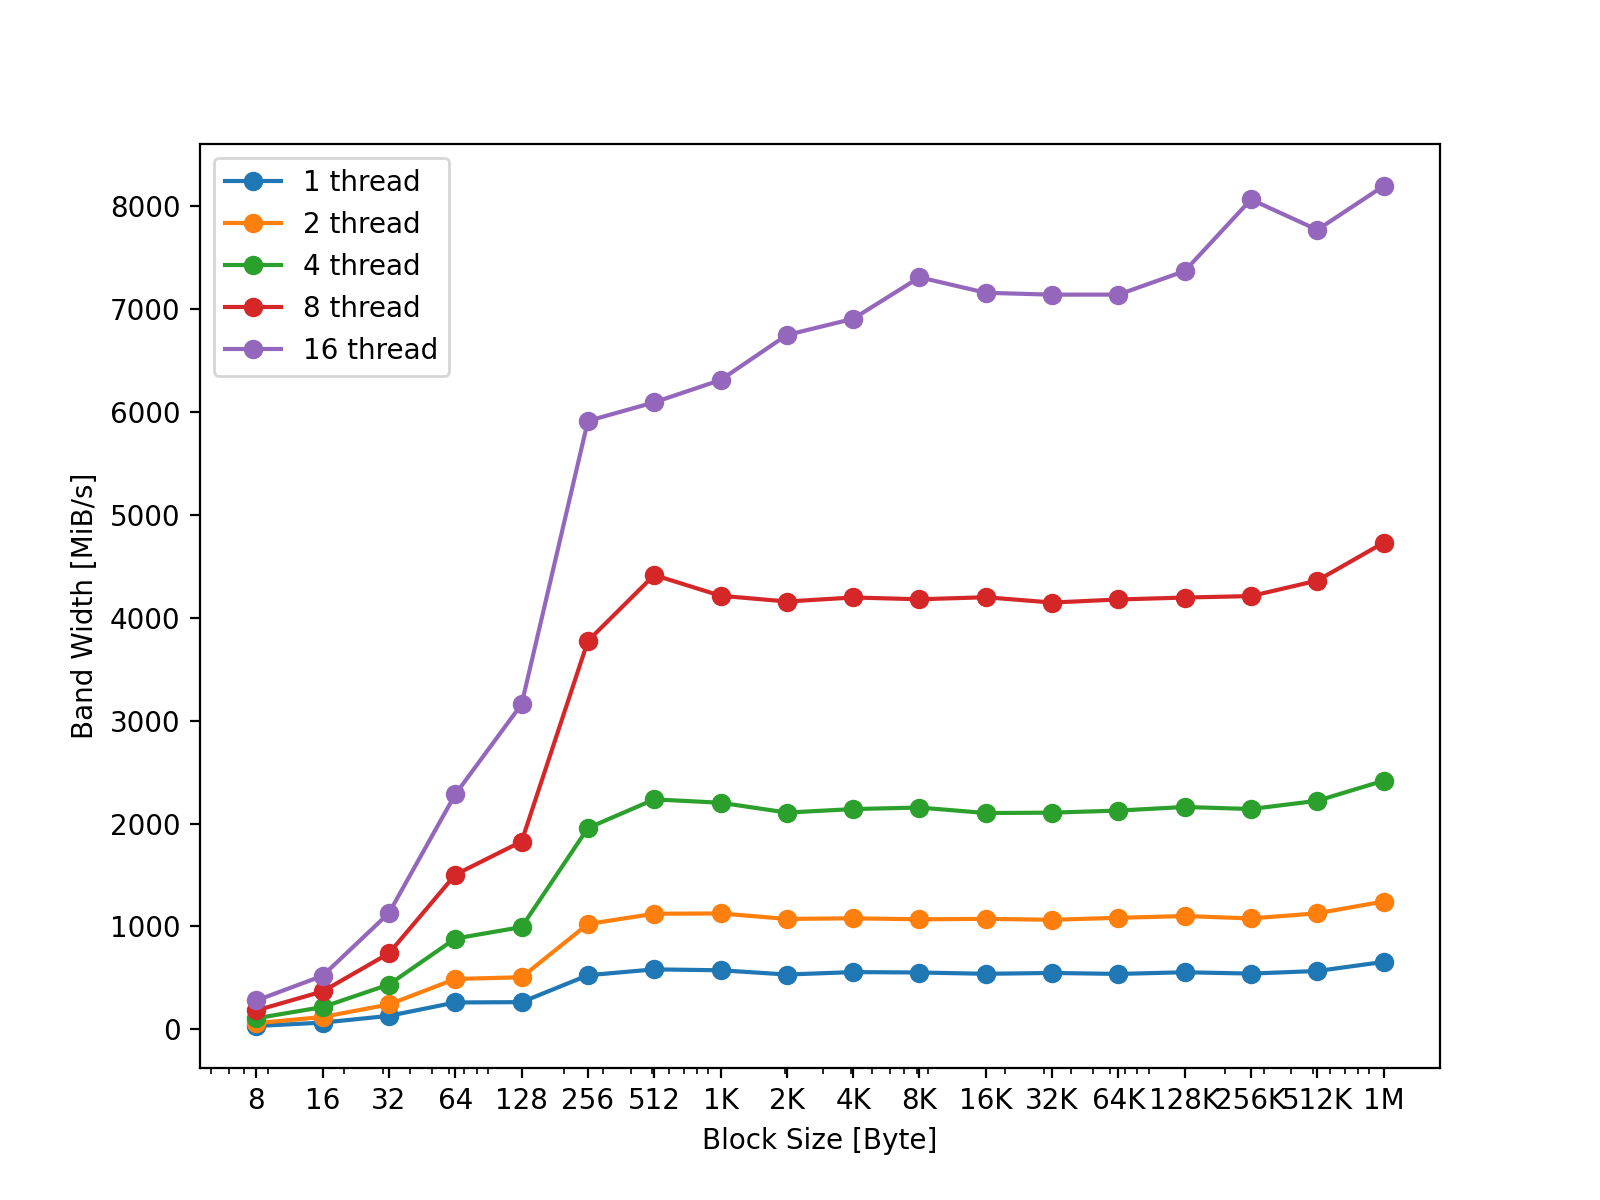 1 thread
2 thread
4 thread
8 thread
16 thread
8000
7000
6000
5000
4000
3000
2000
1000
0
Band Width [MiB/s]
8 16 32 64 128 256 512 1K 2K 4K 8K 16K 32K 64K 128K 256K 512K 1M
Block Size [Byte]